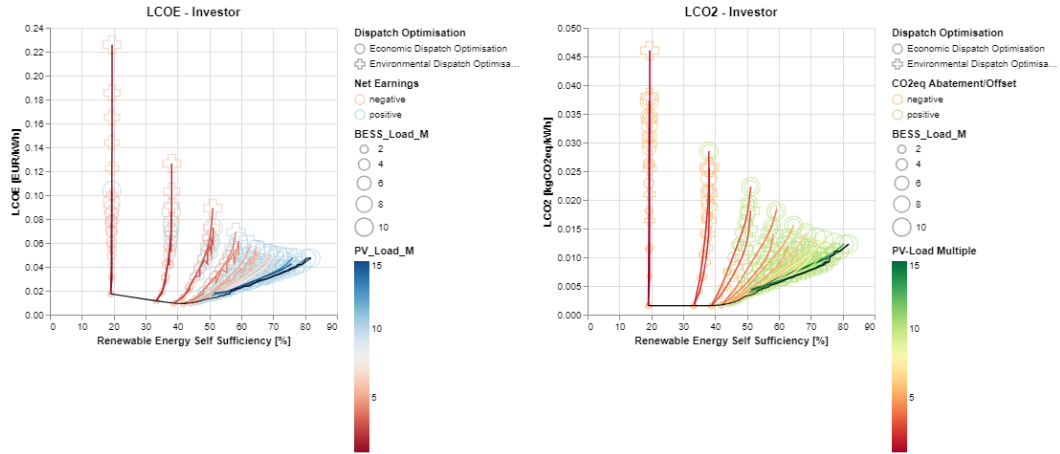 LCOE - Investor
0.24
0.22
0.20
0.18
0.16
0.14
0.12
0.10
0.08
0.06
0.04
0.02
0.00
LCOE [EUR/kWh]
0 10 20 30 40 50 60 70 80 90
Renewable Energy Self Sufficiency [%]
Dispatch Optimisation
Economic Dispatch Optimisation
Environmental Dispatch Optimisa...
Net Earnings
negative
positive
BESS_Load_M
2
4
6
8
10
PV_Load_M
15
10
5
LCO2 - Investor
0.050
0.045
0.040
0.035
0.030
0.025
0.020
0.015
0.010
0.005
0.000
LCO2 [kgCO2eq/kWh]
0 10 20 30 40 50 60 70 80 90
Renewable Energy Self Sufficiency [%]
Dispatch Optimisation
Economic Dispatch Optimisation
Environmental Dispatch Optimisa...
CO2eq Abatement/Offset
negative
positive
BESS_Load_M
2
4
6
8
10
PV-Load Multiple
15
10
5